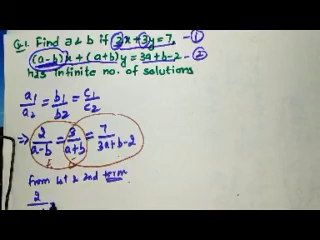 Q:1. Find a & b if 2x+3y=7, —①
(a-b)x+(a+b)y=3a+b-2 —②
has infinite no. of solutions
a1/a2 = b1/b2 = c1/c2
⇒ 2/a-b = 3/a+b = 7/3a+b-2
From 1st & 2nd term
2